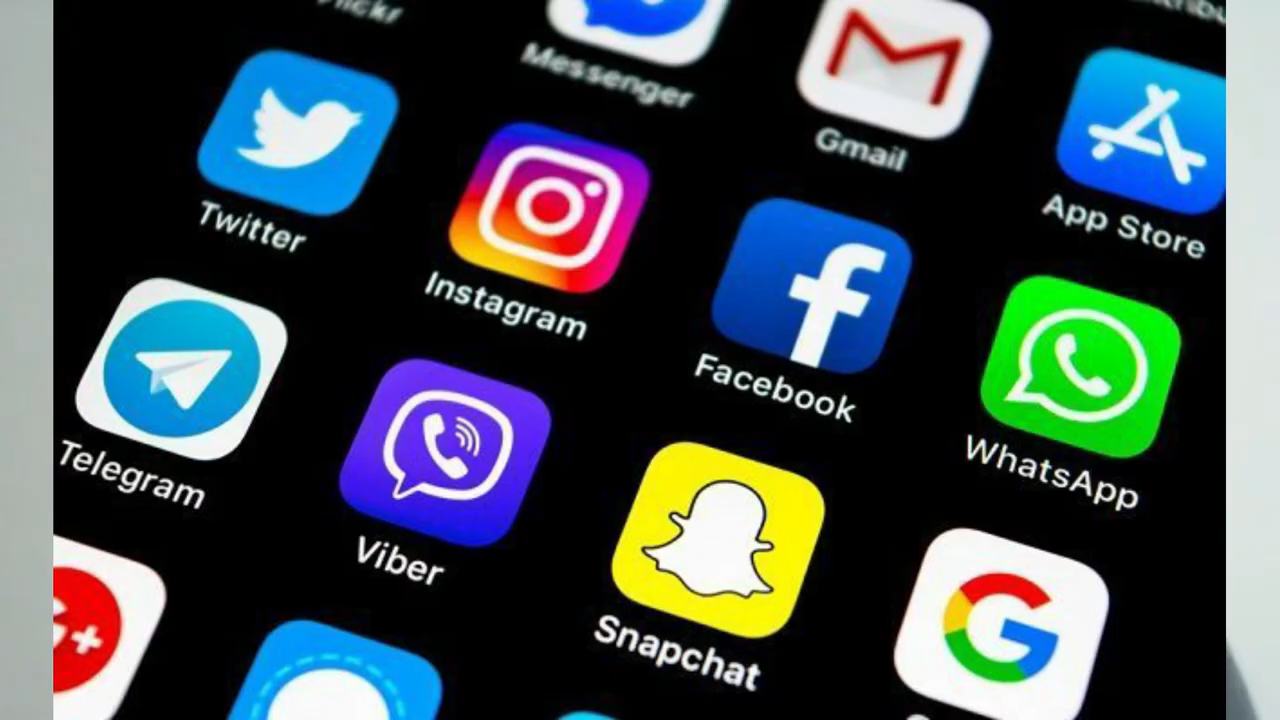 Messenger
Gmail
App Store
Twitter
Instagram
Facebook
WhatsApp
Telegram
Viber
Snapchat
G+
G